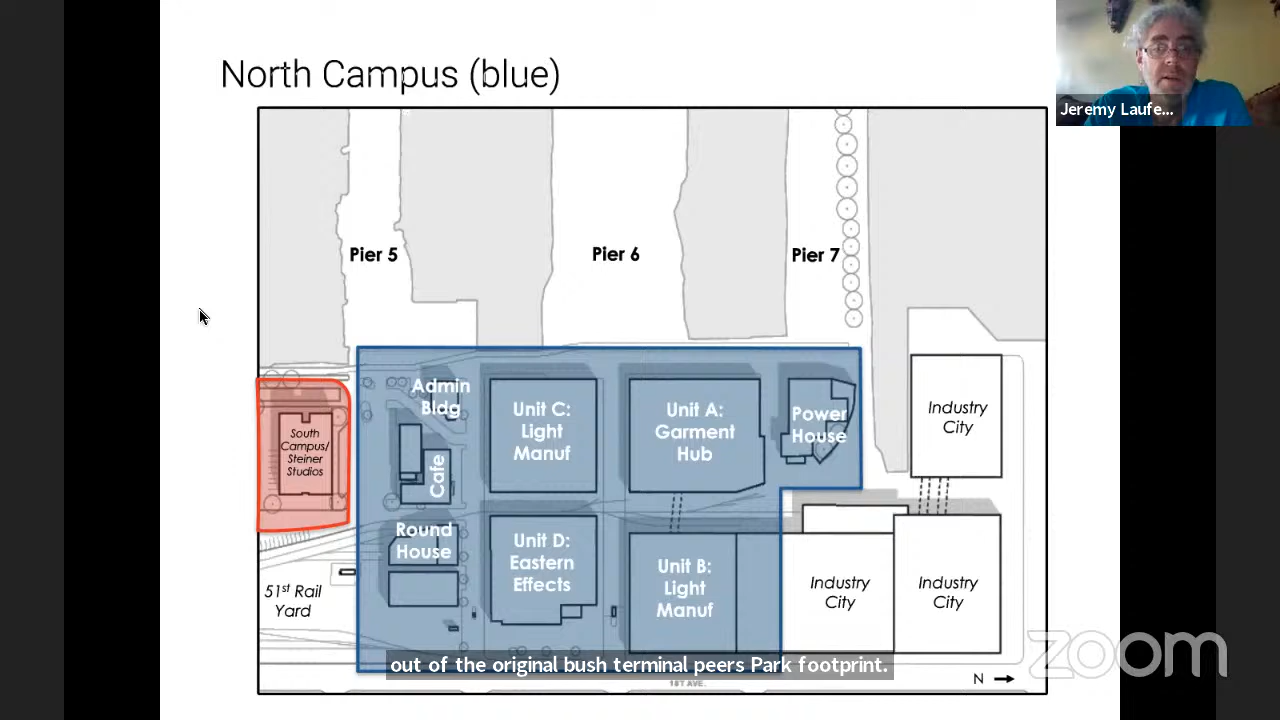 North Campus (blue)
Jeremy Laufe...
Pier 5
Pier 6
Pier 7
Admin
Bldg
Unit C:
Light
Manuf
Unit A:
Garment
Hub
Power
House
Industry
City
South
Campus/
Steiner
Studios
Cafe
Round
House
Unit D:
Eastern
Effects
Unit B:
Light
Manuf
Industry
City
Industry
City
51st Rail
Yard
out of the original bush terminal peers Park footprint.
1ST AVE.
N
zoom